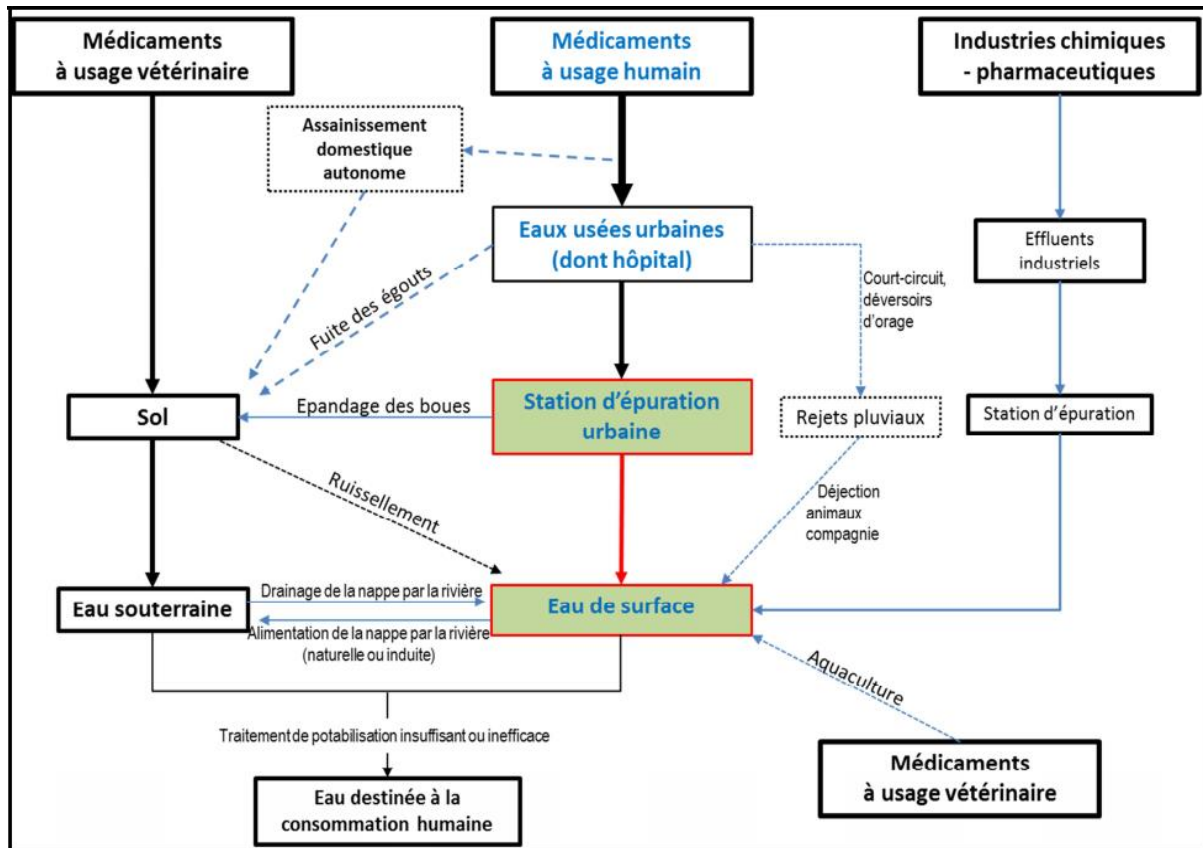 Médicaments
à usage vétérinaire
Médicaments
à usage humain
Industries chimiques
- pharmaceutiques
Assainissement
domestique
autonome
Eaux usées urbaines
(dont hôpital)
Effluents
industriels
Court-circuit,
déversoirs
d'orage
Fuite des égouts
Sol
Epandage des boues
Station d'épuration
urbaine
Rejets pluviaux
Station d'épuration
Ruissellement
Déjection
animaux
compagnie
Eau souterraine
Drainage de la nappe par la rivière
Alimentation de la nappe par la rivière
(naturelle ou induite)
Eau de surface
Aquaculture
Traitement de potabilisation insuffisant ou inefficace
Médicaments
à usage vétérinaire
Eau destinée à la
consommation humaine